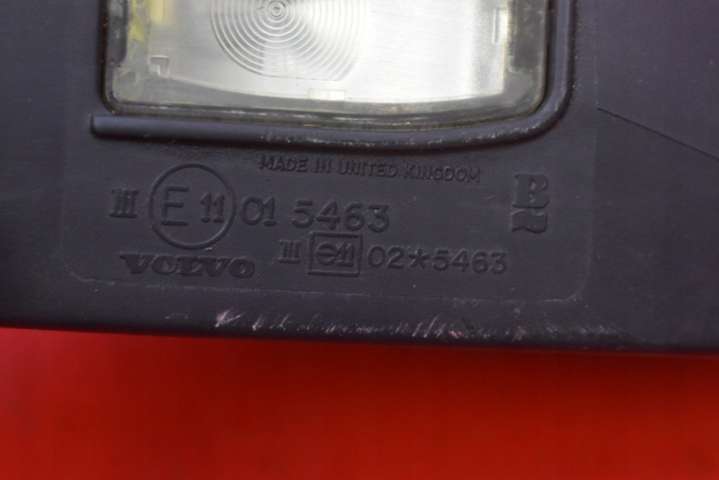 MADE IN UNITED KINGDOM
III E 11 01 5463
III e11 02*5463
VOLVO